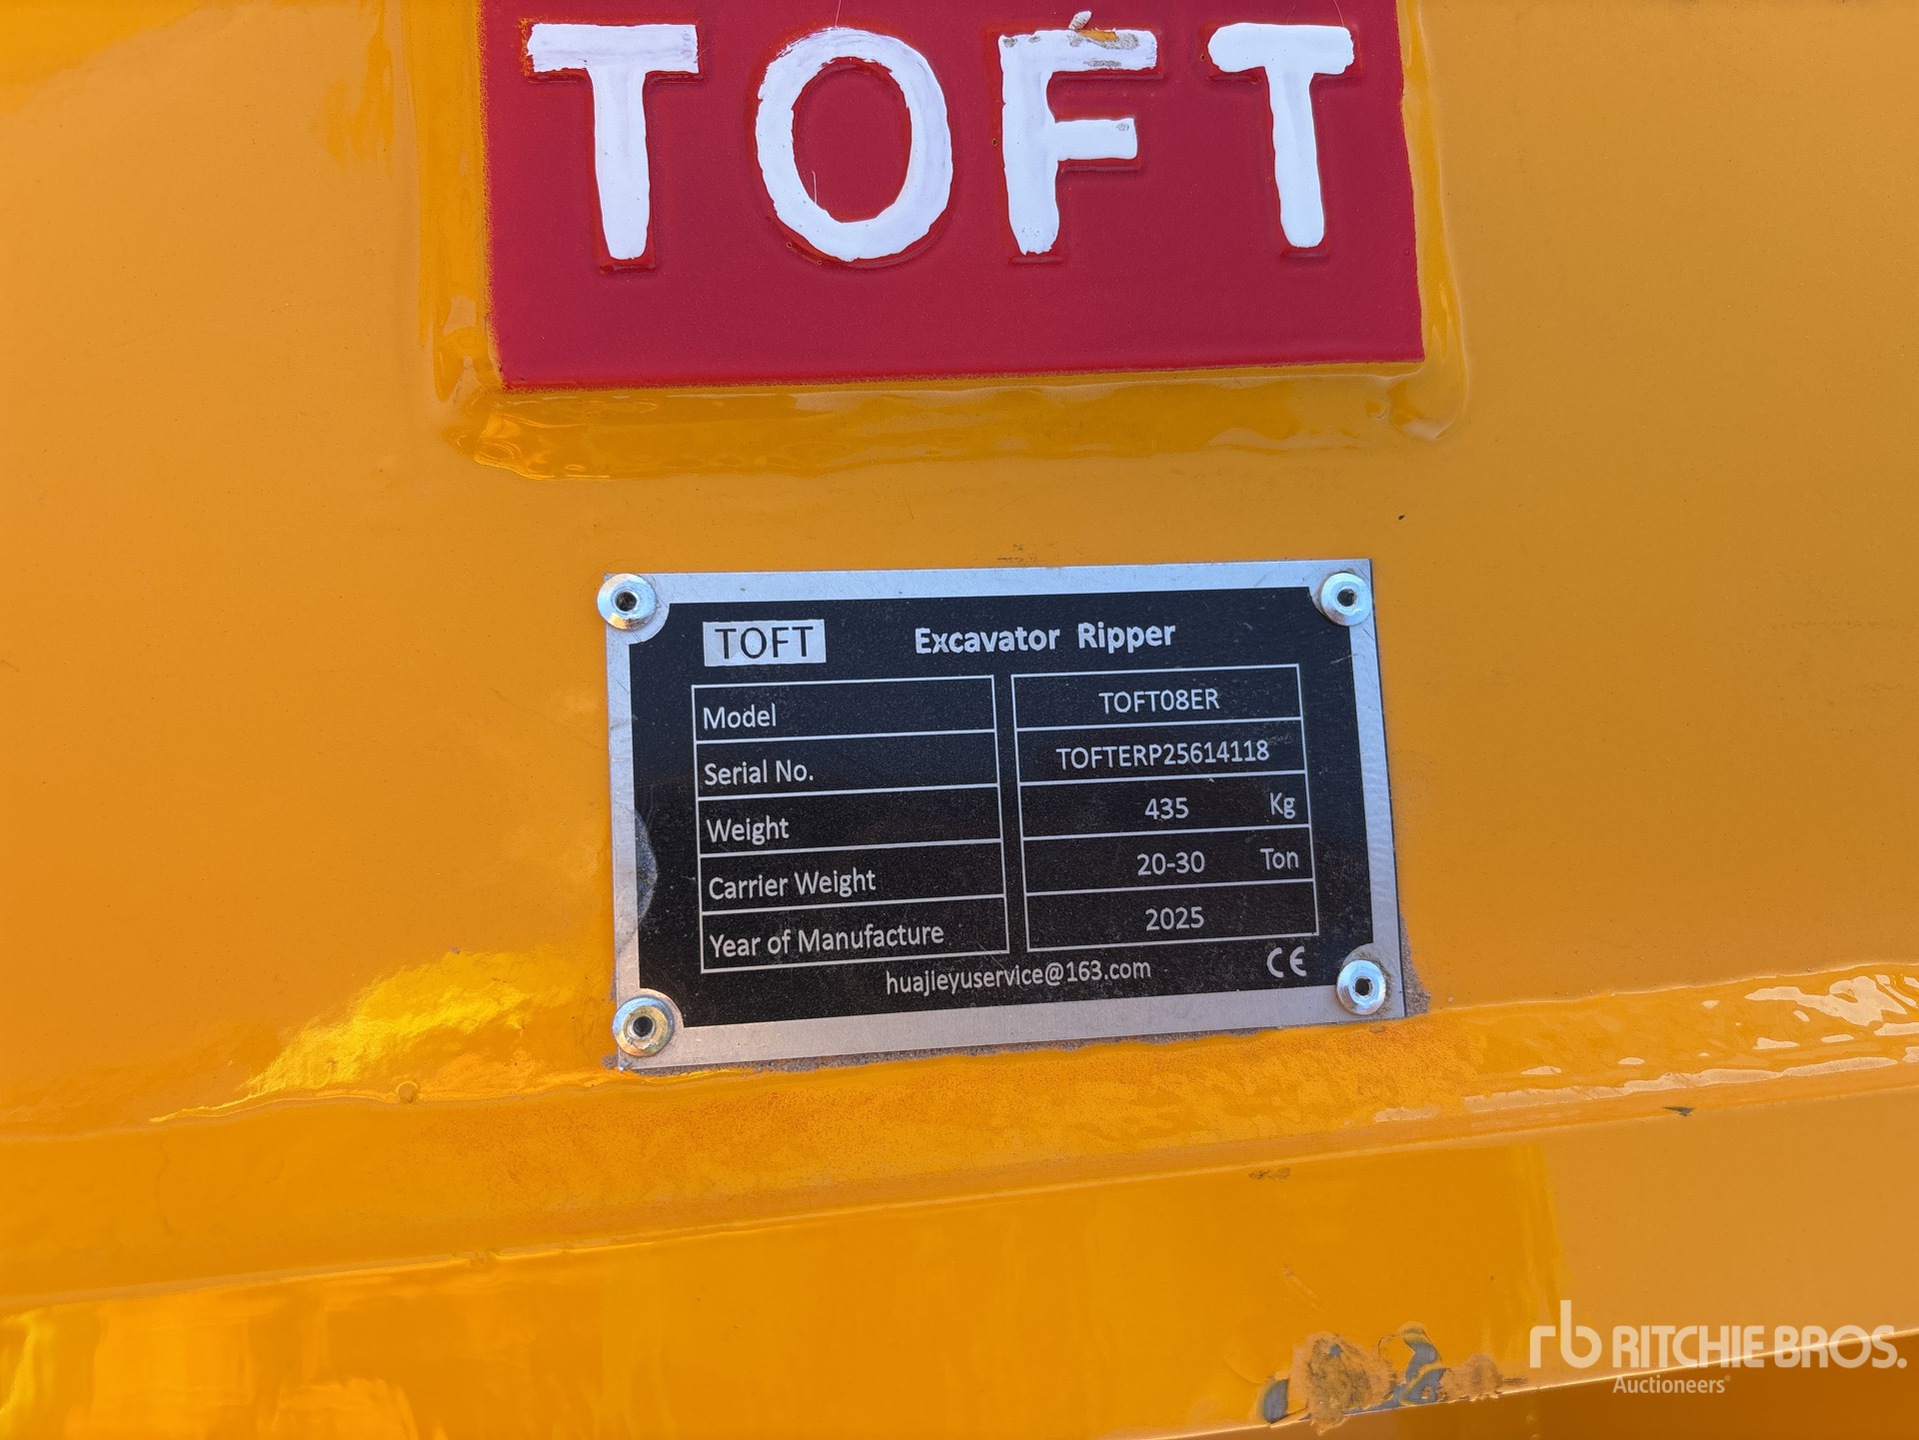 TOFT
TOFT Excavator Ripper
Model TOFT08ER
Serial No. TOFTERP25614118
Weight 435 Kg
Carrier Weight 20-30 Ton
Year of Manufacture 2025
huajieyuservice@163.com CE
rb RITCHIE BROS.
Auctioneers®